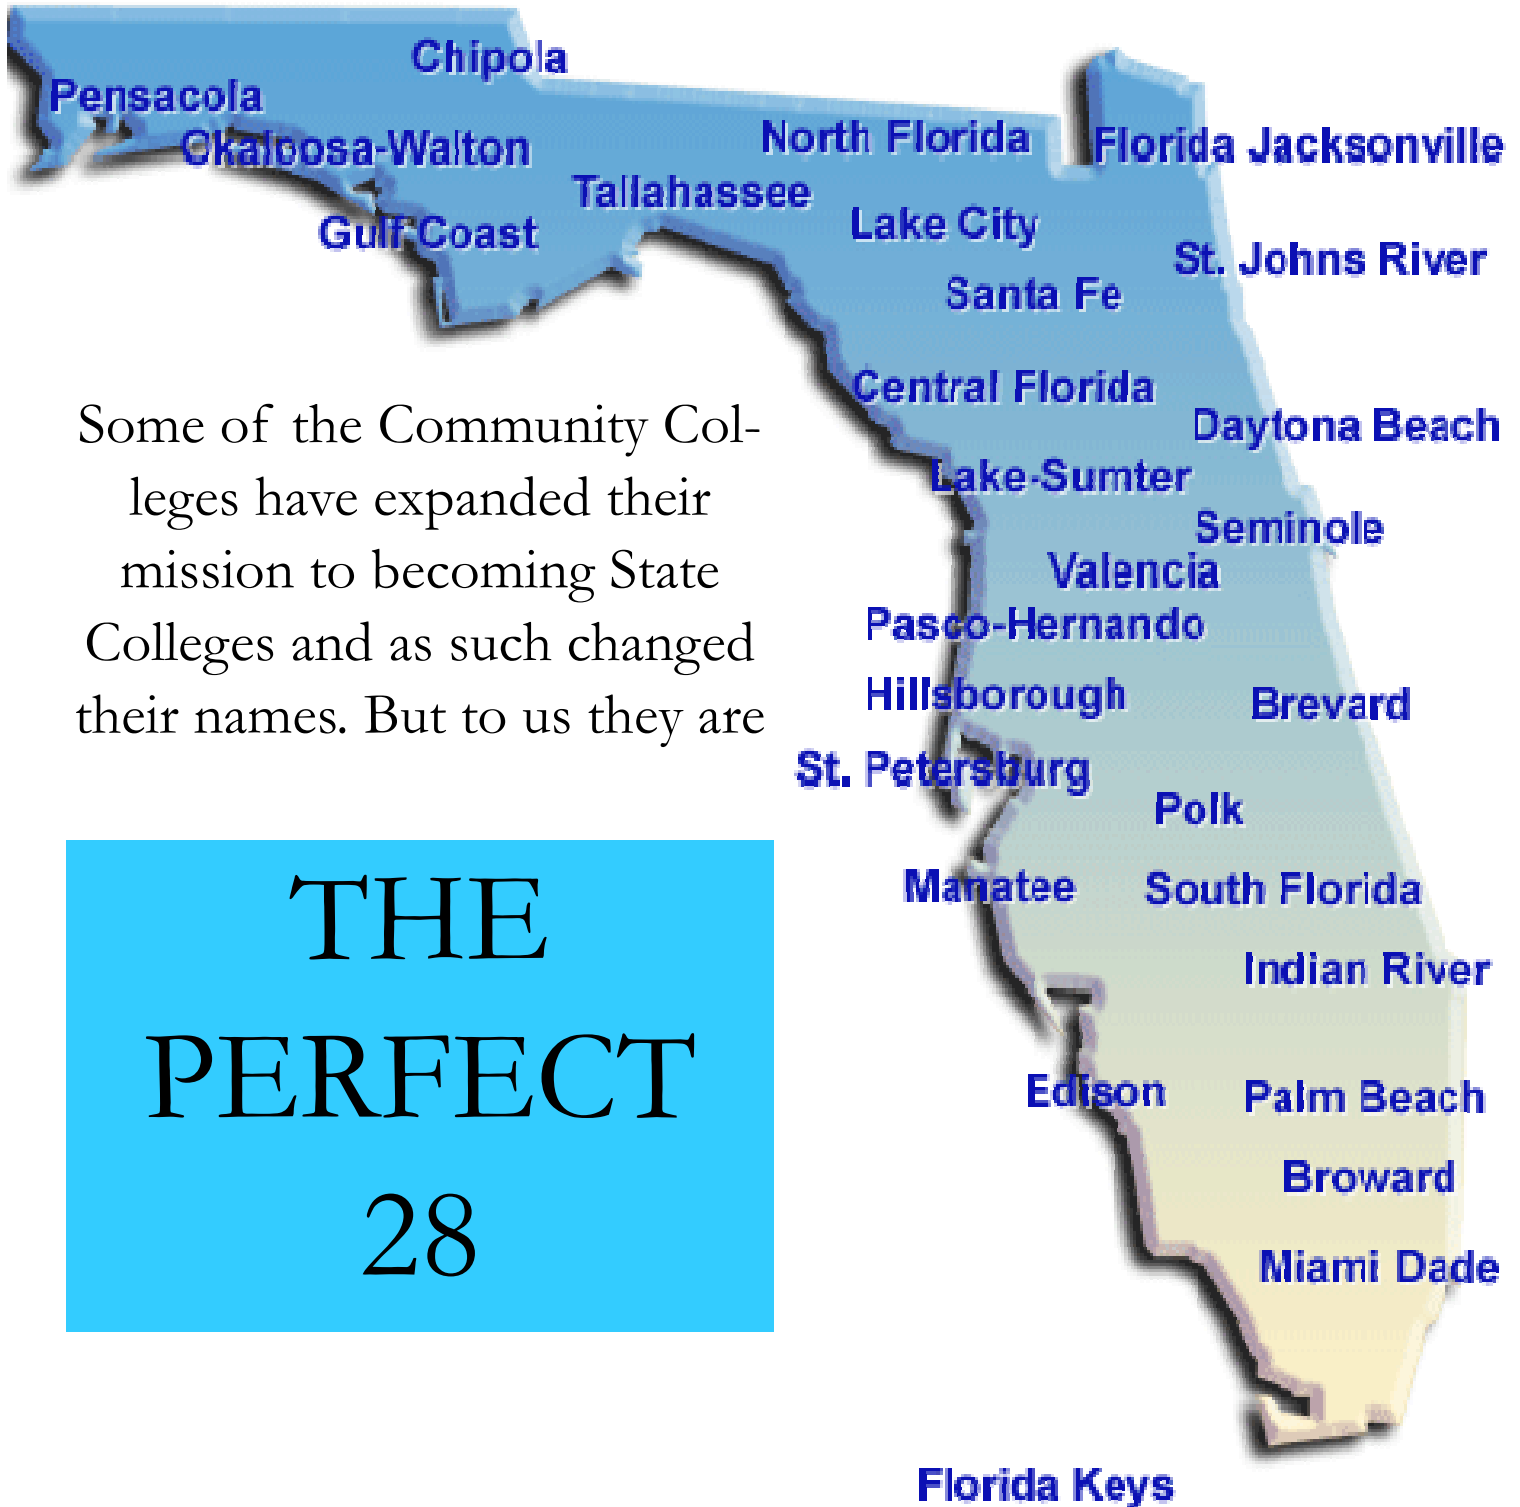 Chipola
Pensacola
Okaloosa-Walton
North Florida
Florida Jacksonville
Tallahassee
Gulf Coast
Lake City
St. Johns River
Santa Fe
Central Florida
Daytona Beach
Lake-Sumter
Seminole
Valencia
Pasco-Hernando
Hillsborough
Brevard
St. Petersburg
Polk
Manatee
South Florida
Indian River
Edison
Palm Beach
Broward
Miami Dade
Florida Keys
Some of the Community Col-
leges have expanded their
mission to becoming State
Colleges and as such changed
their names. But to us they are
THE
PERFECT
28